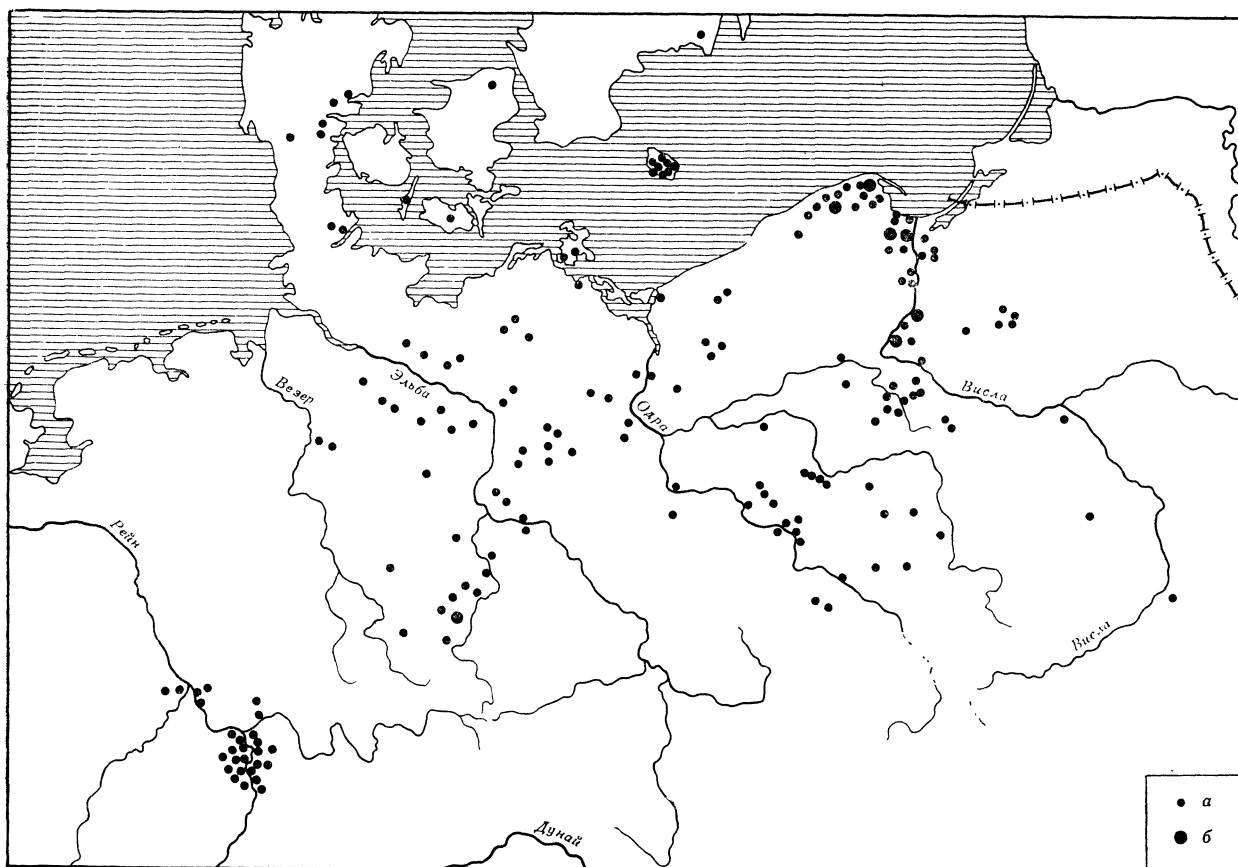 Эльба
Везер
Одра
Висла
Рейн
Висла
Дунай
а
б